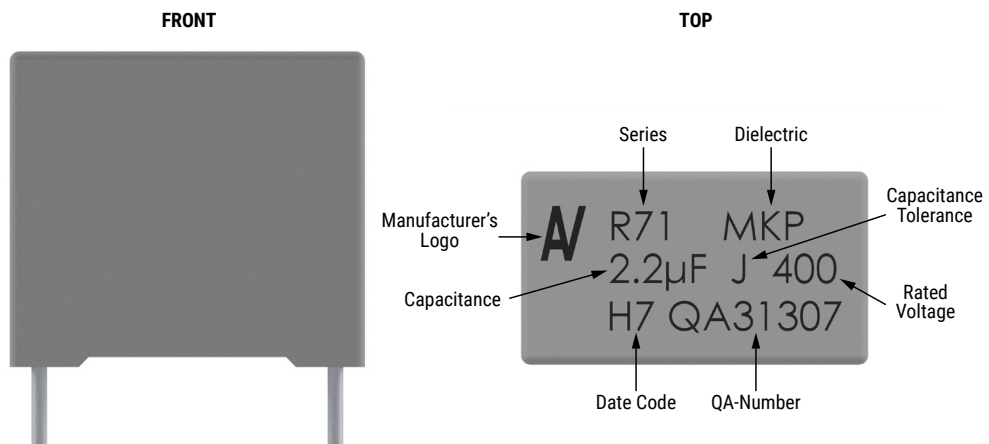 FRONT
TOP
Series
Dielectric
Capacitance
Tolerance
Manufacturer's
Logo
R71 MKP
2.2µF J 400
H7 QA31307
Capacitance
Rated
Voltage
Date Code
QA-Number